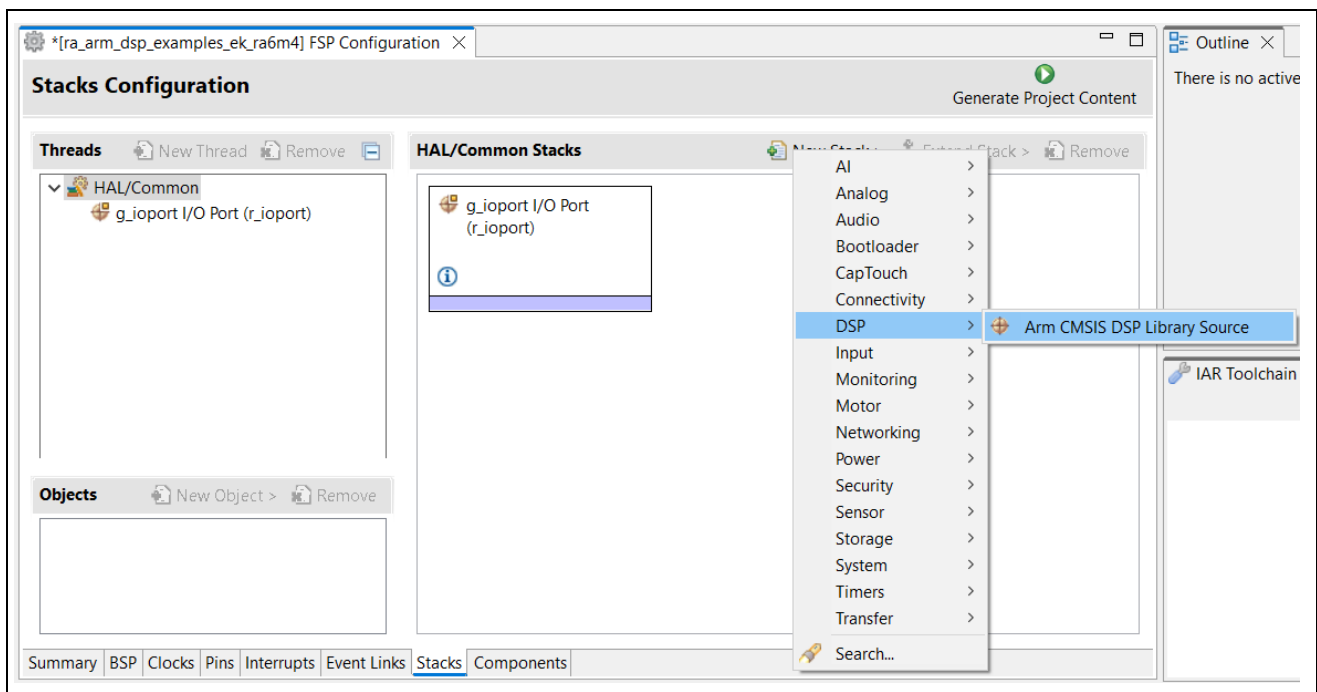 *[ra_arm_dsp_examples_ek_ra6m4] FSP Configuration
Outline
Stacks Configuration
Generate Project Content
There is no active
Threads
New Thread
Remove
HAL/Common Stacks
Remove
HAL/Common
g_ioport I/O Port (r_ioport)
g_ioport I/O Port
(r_ioport)
AI
Analog
Audio
Bootloader
CapTouch
Connectivity
DSP
Arm CMSIS DSP Library Source
Input
Monitoring
Motor
Networking
Power
Security
Sensor
Storage
System
Timers
Transfer
Search...
IAR Toolchain
Objects
New Object >
Remove
Summary
BSP
Clocks
Pins
Interrupts
Event Links
Stacks
Components